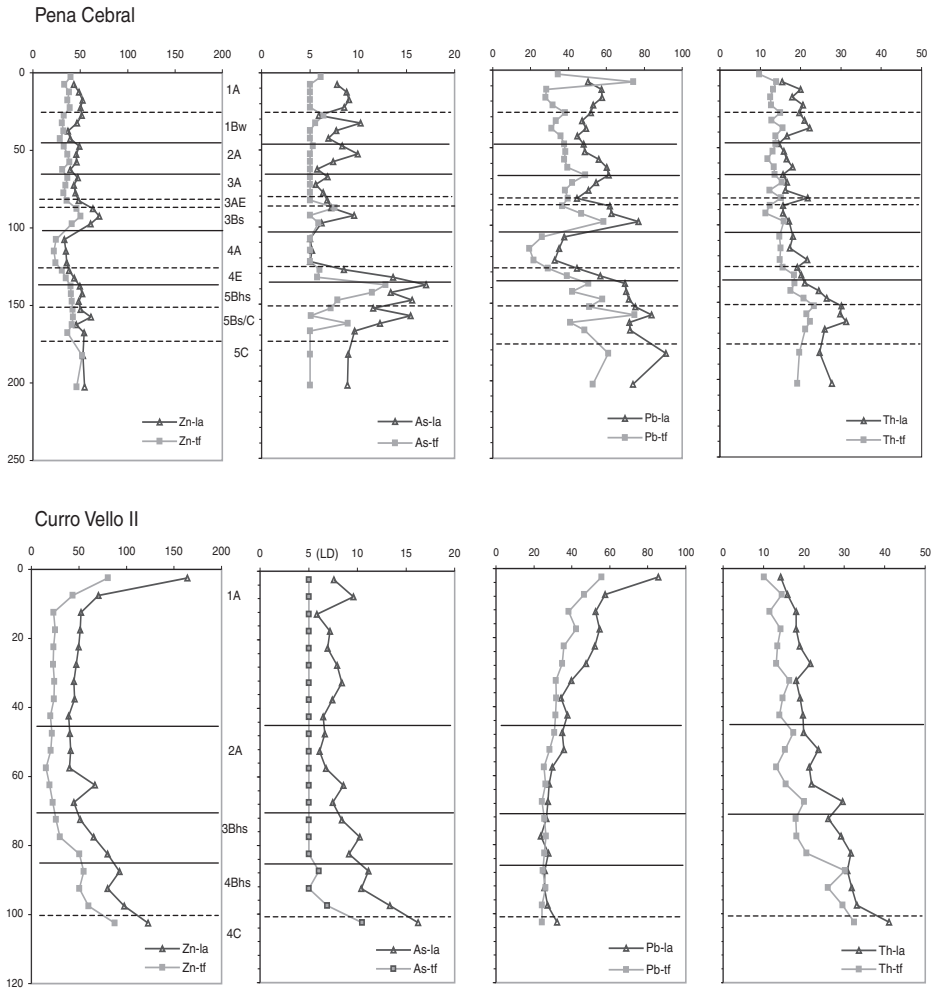 Pena Cebral
0 50 100 150 200
0 5 10 15 20
0 20 40 60 80 100
0 10 20 30 40 50
0
50
100
150
200
250
1A
1Bw
2A
3A
3AE
3Bs
4A
4E
5Bhs
5Bs/C
5C
Zn-la
Zn-tf
As-la
As-tf
Pb-la
Pb-tf
Th-la
Th-tf
Curro Vello II
0 50 100 150 200
0 5 (LD) 10 15 20
0 20 40 60 80 100
0 10 20 30 40 50
0
20
40
60
80
100
120
1A
2A
3Bhs
4Bhs
4C
Zn-la
Zn-tf
As-la
As-tf
Pb-la
Pb-tf
Th-la
Th-tf